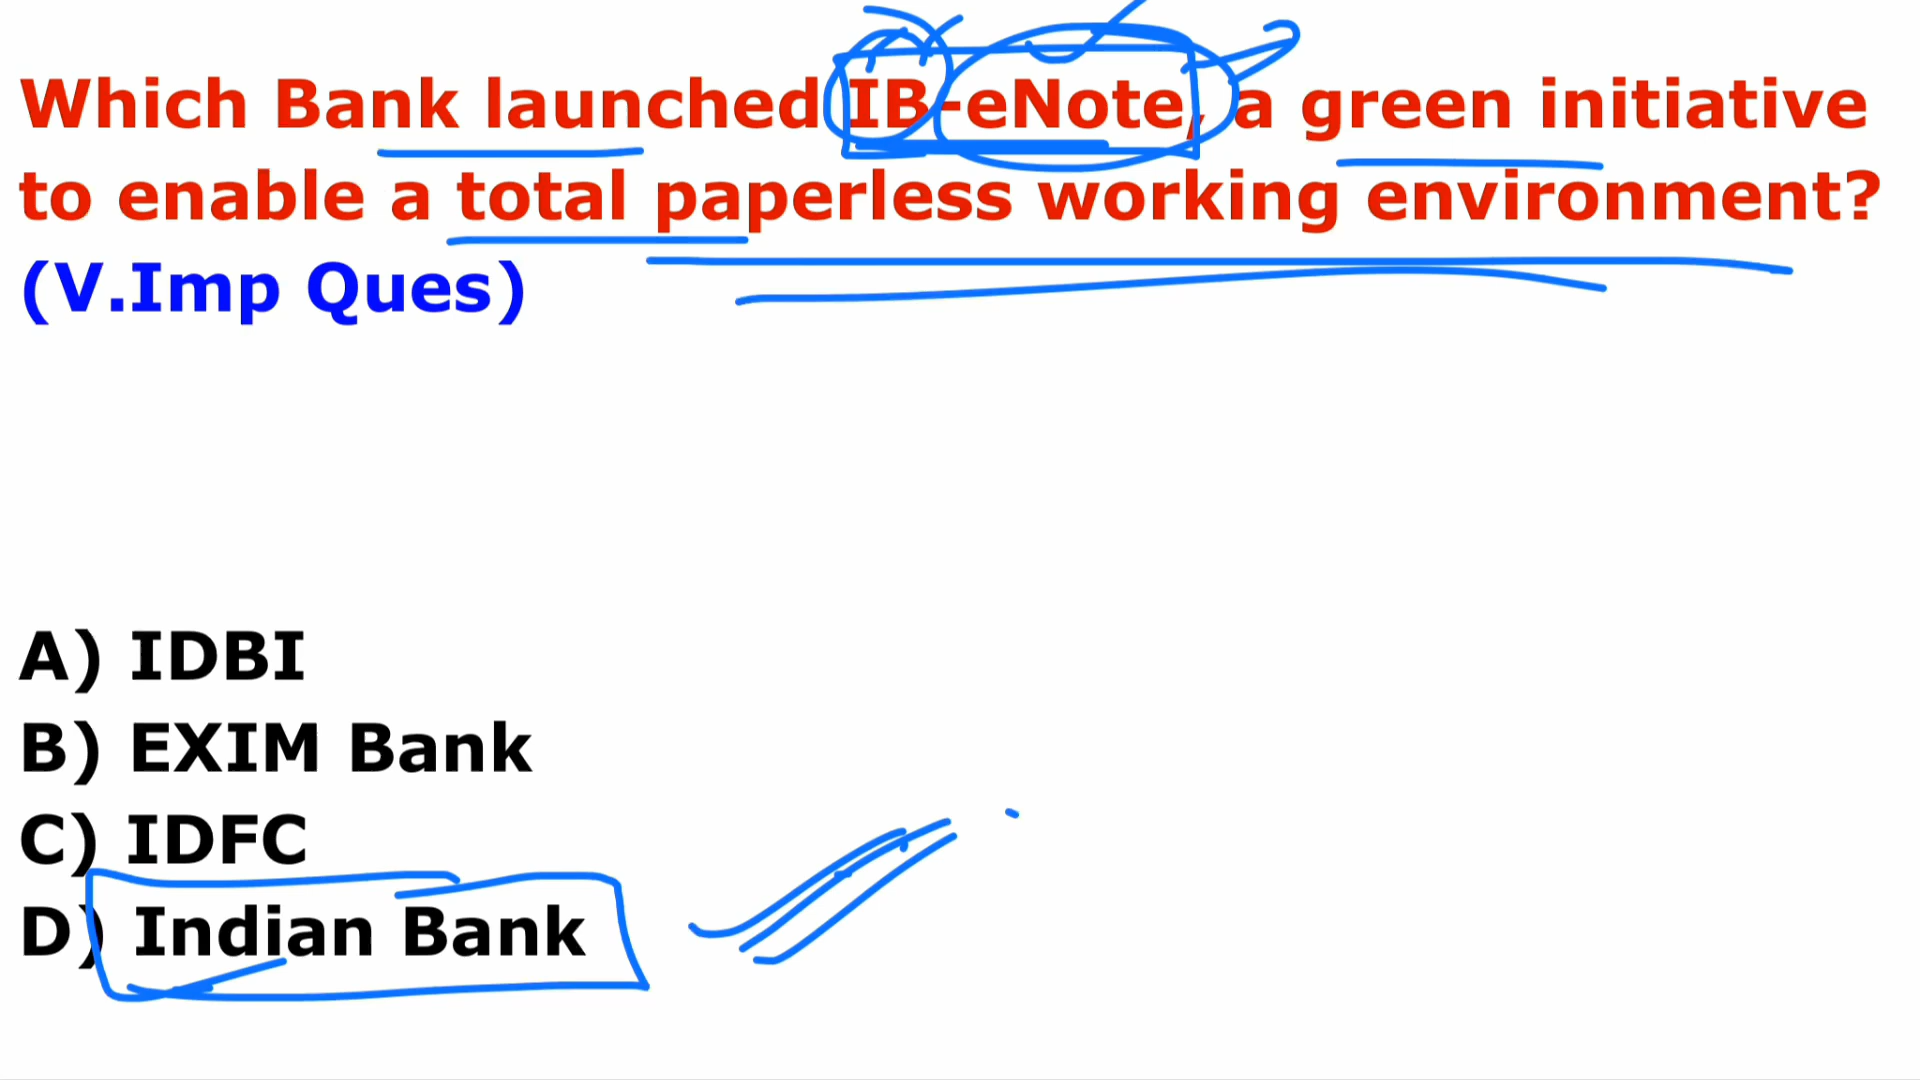 Which Bank launched IB-eNote, a green initiative
to enable a total paperless working environment?
(V.Imp Ques)
A) IDBI
B) EXIM Bank
C) IDFC
D) Indian Bank